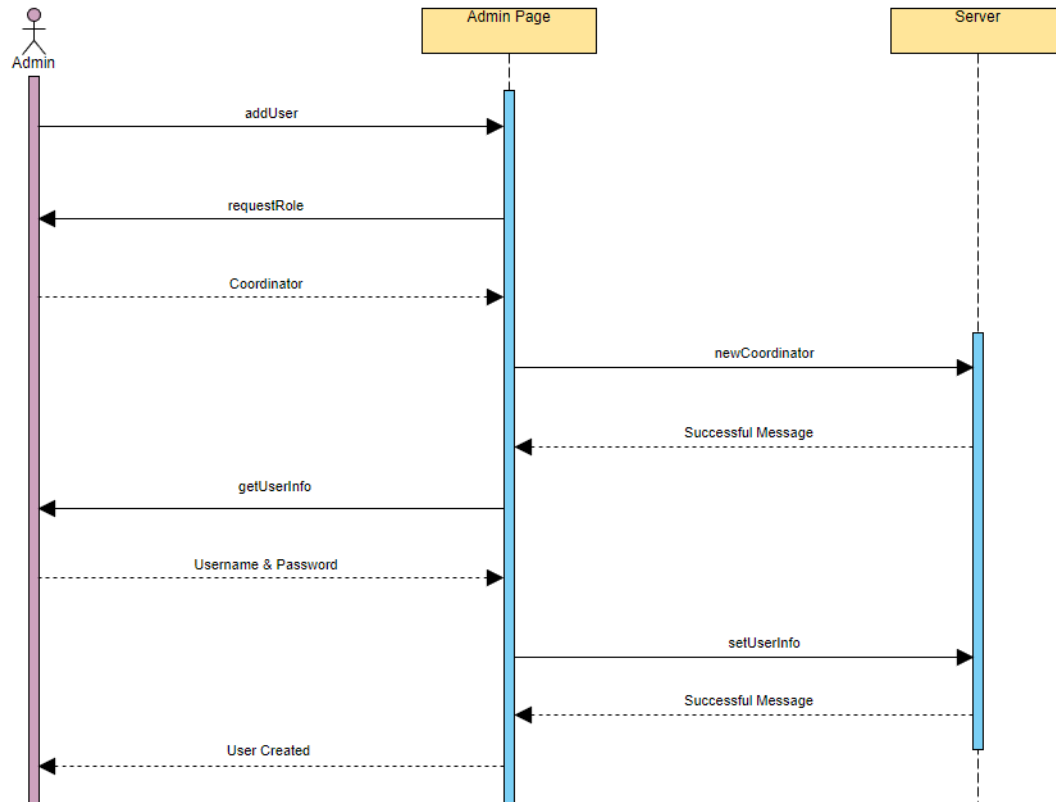 Admin Page
Server
Admin
addUser
requestRole
Coordinator
newCoordinator
Successful Message
getUserInfo
Username & Password
setUserInfo
Successful Message
User Created